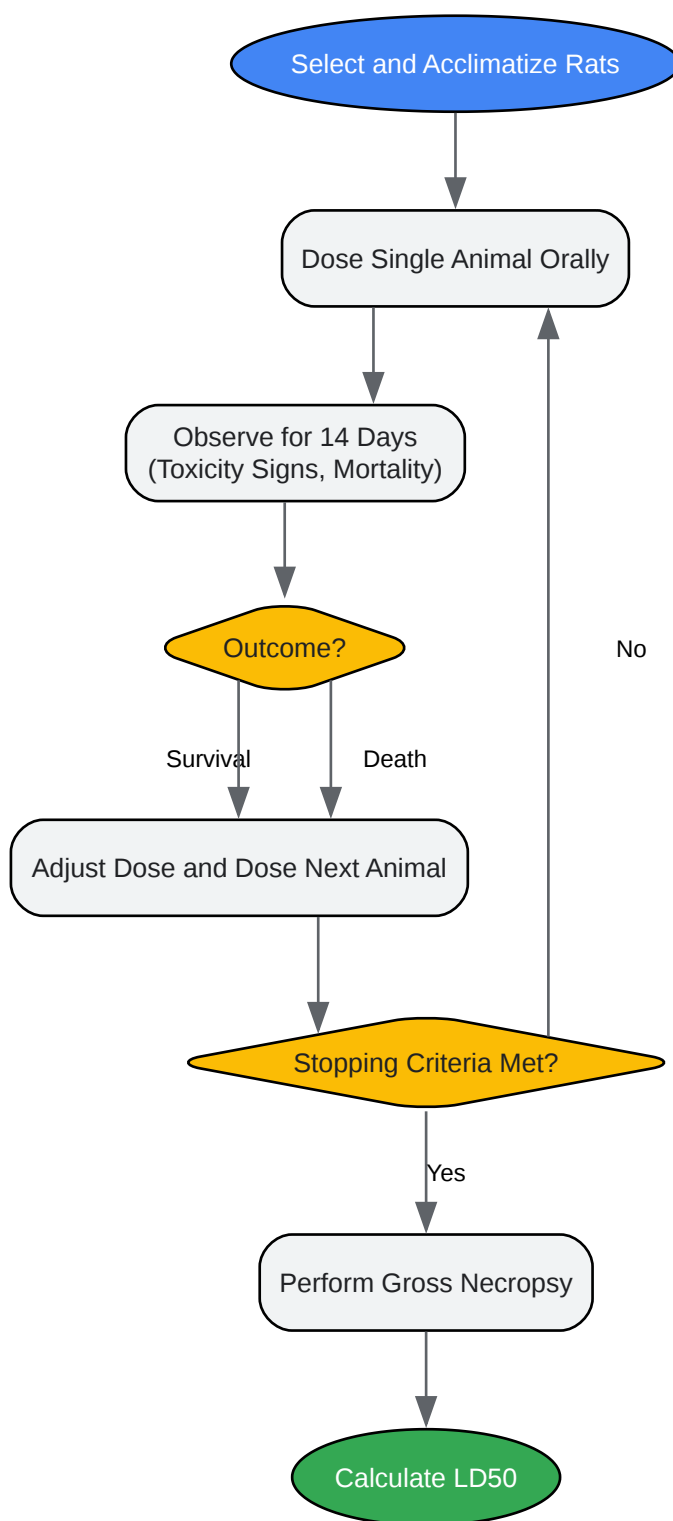 Select and Acclimatize Rats
Dose Single Animal Orally
Observe for 14 Days
(Toxicity Signs, Mortality)
Outcome?
No
Survival
Death
Adjust Dose and Dose Next Animal
Stopping Criteria Met?
Yes
Perform Gross Necropsy
Calculate LD50